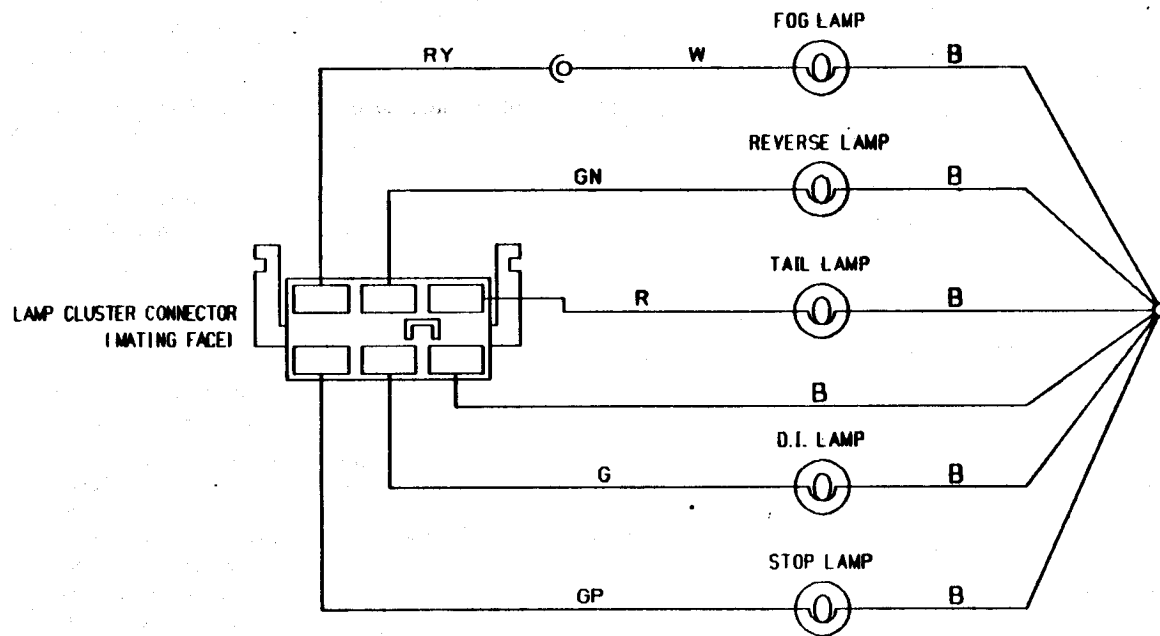 FOG LAMP
RY W B
REVERSE LAMP
GN B
TAIL LAMP
R B
LAMP CLUSTER CONNECTOR
(MATING FACE)
B
D.I. LAMP
G B
STOP LAMP
GP B